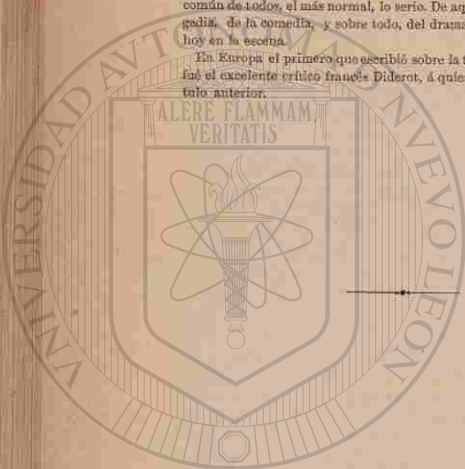 común de todos, el más normal, lo serio. De aq
gedia, de la comedia, y sobre todo, del drama
hoy en la escena.
En Europa el primero que escribió sobre la t
fué el excelente crítico francés Diderot, á quie
tulo anterior.
UNIVERSIDAD AVTONOMA DE NVEVO LEÓN
ALERE FLAMMAM
VERITATIS